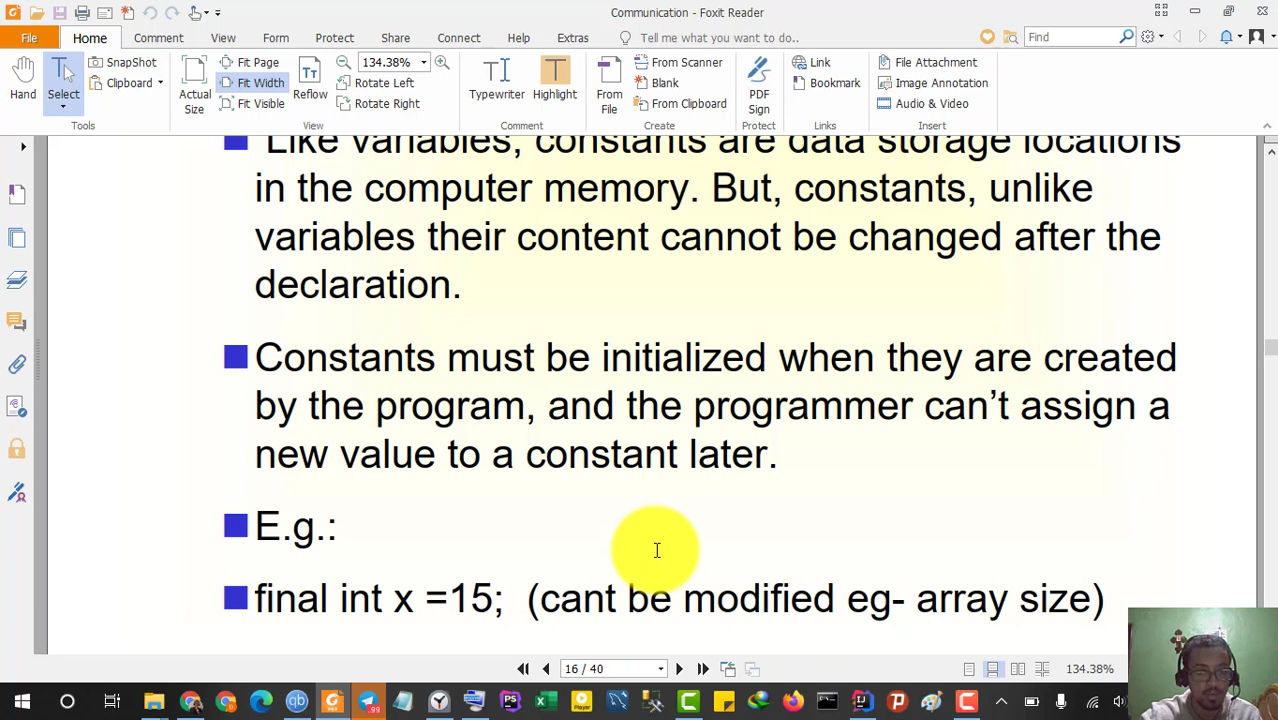 Communication - Foxit Reader
File Home Comment View Form Protect Share Connect Help Extras Tell me what you want to do.. Find
Hand Select SnapShot Clipboard Actual Size Fit Page Fit Width Fit Visible Reflow 134.38% Rotate Left Rotate Right Typewriter Highlight From File From Scanner Blank From Clipboard PDF Sign Link Bookmark File Attachment Image Annotation Audio & Video
Tools View Comment Create Protect Links Insert
Like variables, constants are data storage locations
in the computer memory. But, constants, unlike
variables their content cannot be changed after the
declaration.
Constants must be initialized when they are created
by the program, and the programmer can’t assign a
new value to a constant later.
E.g.:
final int x =15; (cant be modified eg- array size)
16 / 40 134.38%